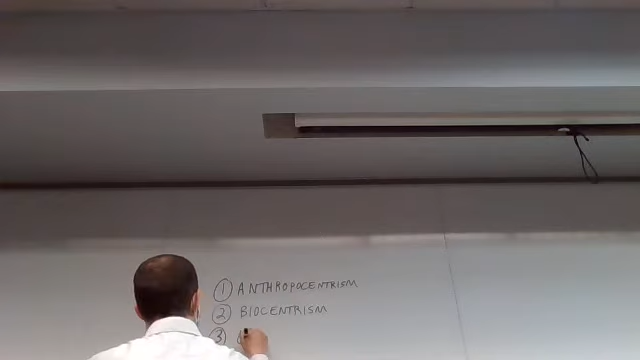 ① ANTHROPOCENTRISM
② BIOCENTRISM
③